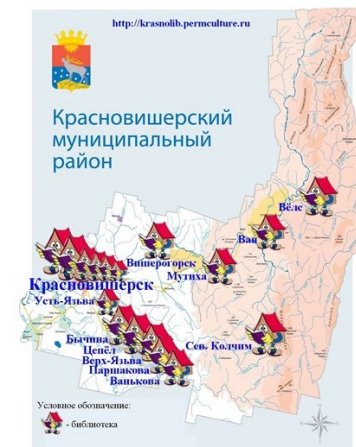 http://krasnolib.permculture.ru
Красновишерский
муниципальный
район
Вёлс
Вая
Вишерогорск
Мутиха
Красновишерск
Усть-Язьва
Бычина
Цепёл
Сев. Колчим
Верх-Язьва
Паршакова
Ванькова
Условное обозначение:
- библиотека